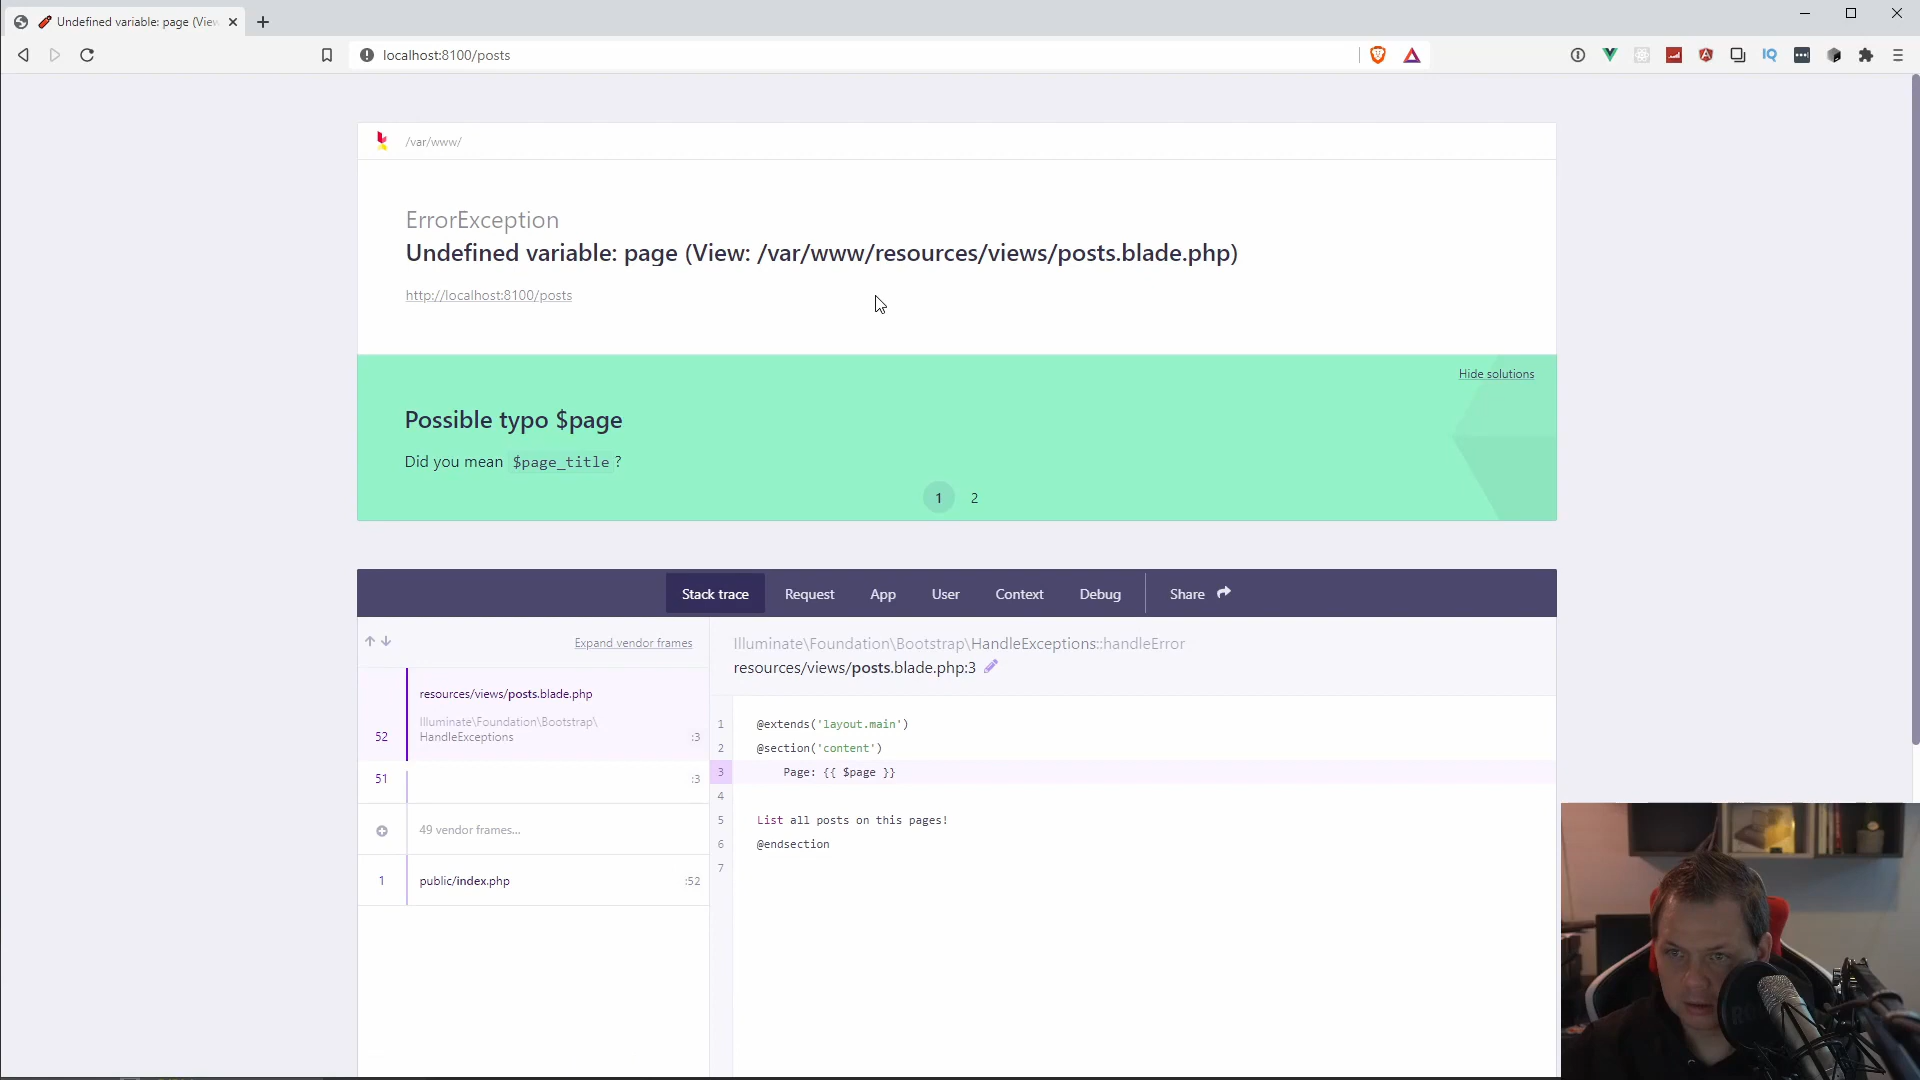 Undefined variable: page (View
localhost:8100/posts
/var/www/
ErrorException
Undefined variable: page (View: /var/www/resources/views/posts.blade.php)
http://localhost:8100/posts
Hide solutions
Possible typo $page
Did you mean $page_title ?
1 2
Stack trace Request App User Context Debug Share
Expand vendor frames
Illuminate\Foundation\Bootstrap\HandleExceptions::handleError
resources/views/posts.blade.php:3
resources/views/posts.blade.php
Illuminate\Foundation\Bootstrap\
52 HandleExceptions :3
51 :3
49 vendor frames...
1 public/index.php :52
1 @extends('layout.main')
2 @section('content')
3 Page: {{ $page }}
4
5 List all posts on this pages!
6 @endsection
7